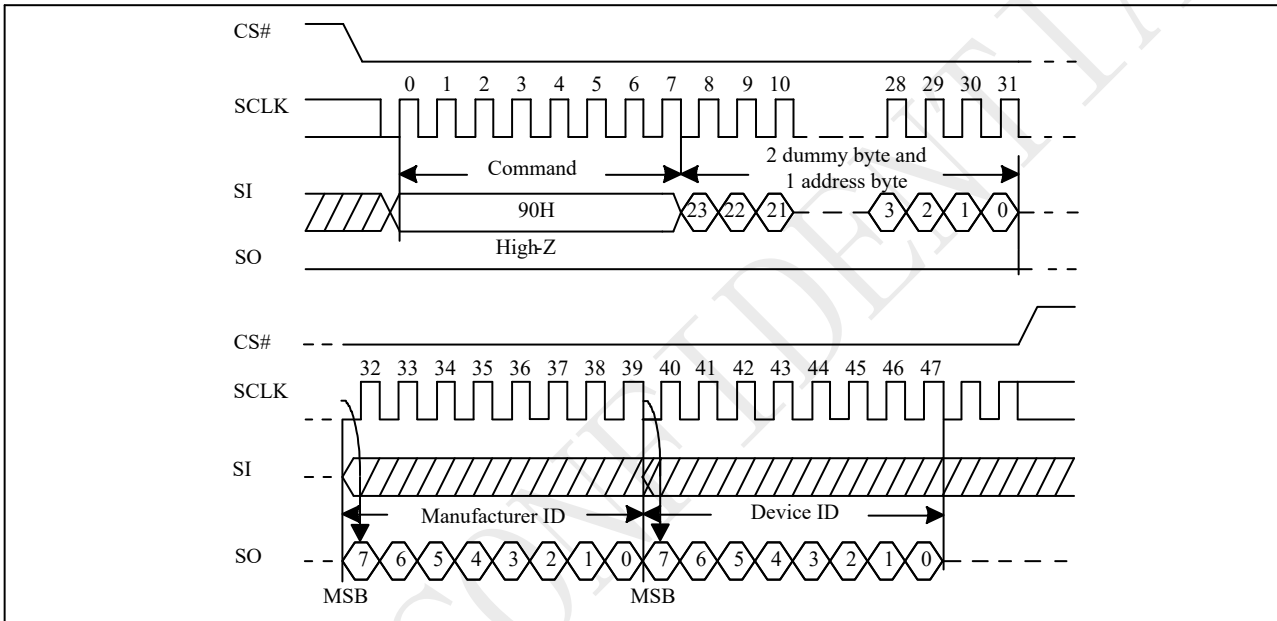 CS#
0 1 2 3 4 5 6 7 8 9 10 28 29 30 31
SCLK
Command
2 dummy byte and
1 address byte
SI
90H
23 22 21 3 2 1 0
High-Z
SO
CS#
32 33 34 35 36 37 38 39 40 41 42 43 44 45 46 47
SCLK
SI
Manufacturer ID
Device ID
SO
7 6 5 4 3 2 1 0 7 6 5 4 3 2 1 0
MSB
MSB
CONFIDENTIA